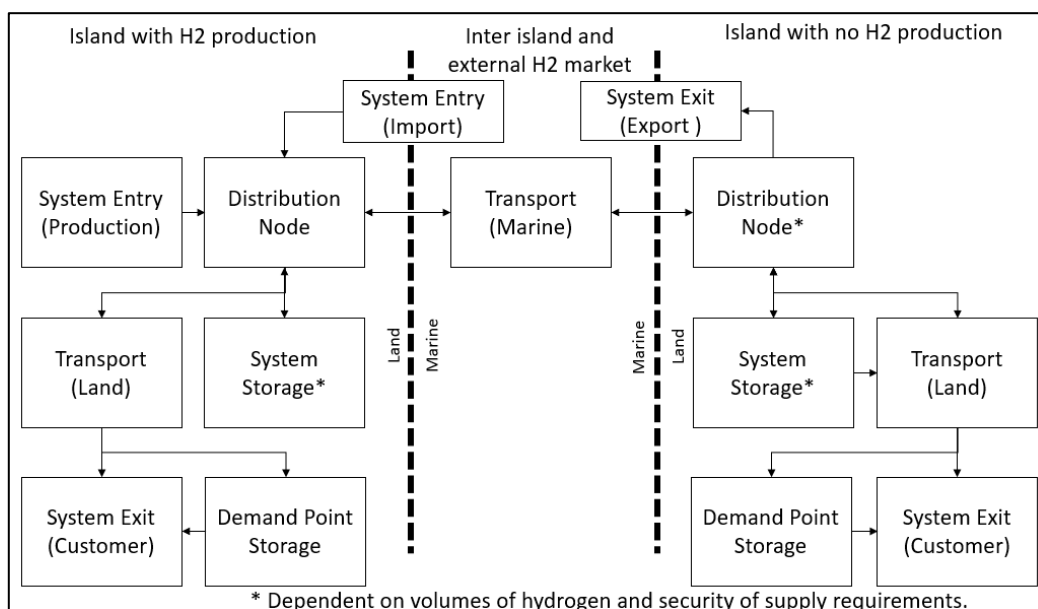 Island with H2 production
Inter island and
external H2 market
Island with no H2 production
System Entry
(Import)
System Exit
(Export )
System Entry
(Production)
Distribution
Node
Transport
(Marine)
Distribution
Node*
Land
Marine
Marine
Land
Transport
(Land)
System
Storage*
System
Storage*
Transport
(Land)
System Exit
(Customer)
Demand Point
Storage
Demand Point
Storage
System Exit
(Customer)
* Dependent on volumes of hydrogen and security of supply requirements.